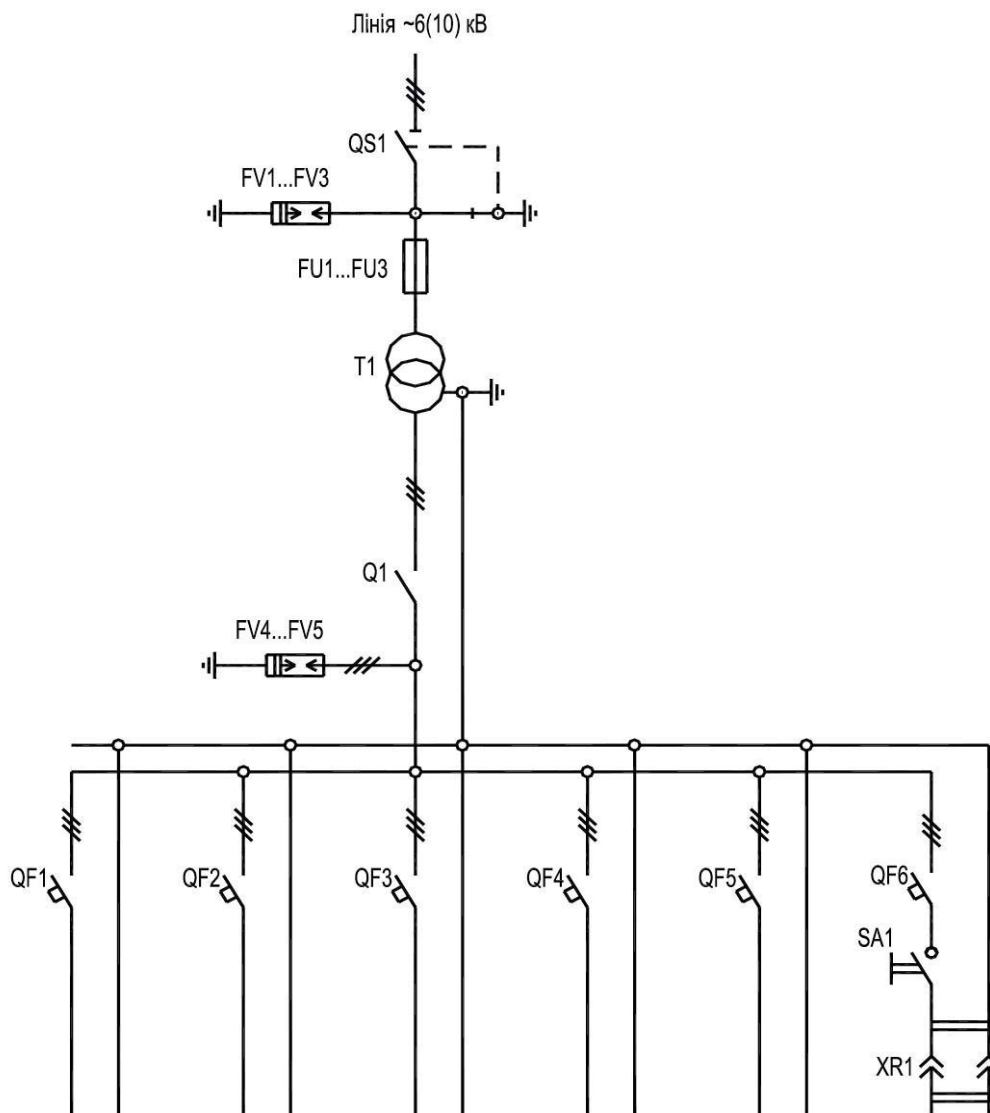 Лінія ~6(10) кВ
QS1
FV1...FV3
FU1...FU3
T1
Q1
FV4...FV5
QF1
QF2
QF3
QF4
QF5
QF6
SA1
XR1